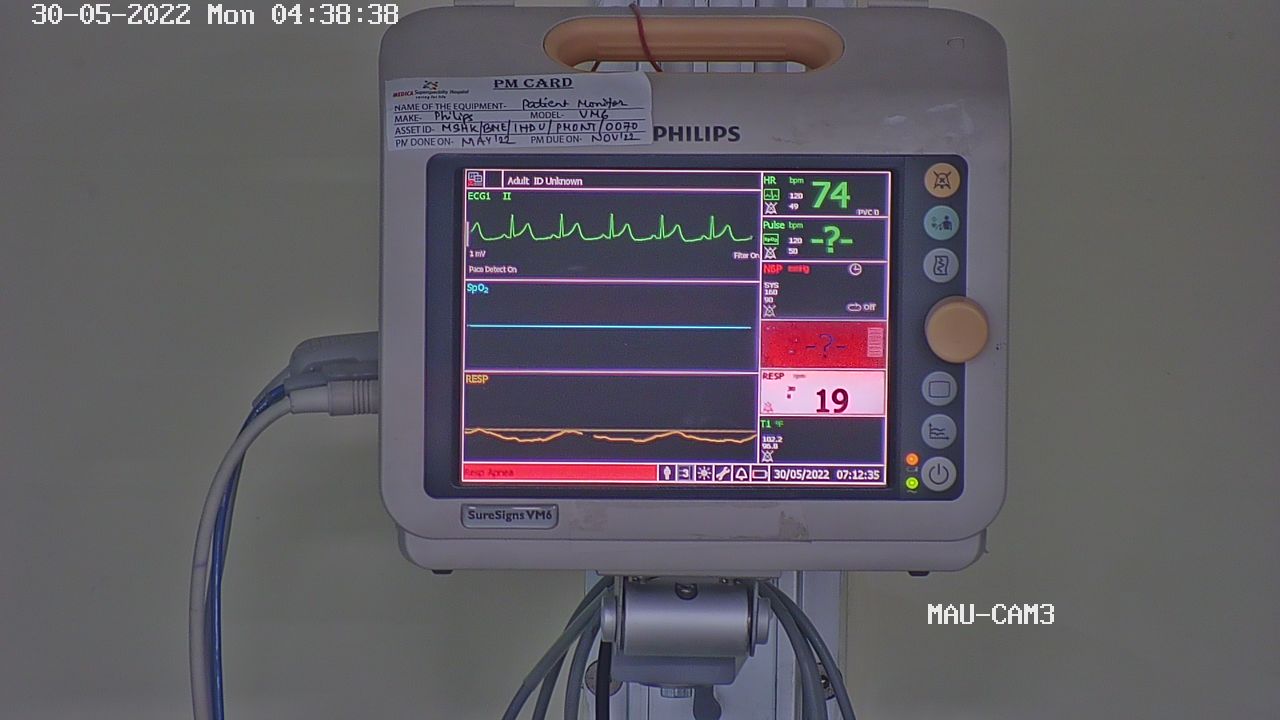 30-05-2022 Mon 04:38:38
PM CARD
MEDICA Superspecialty Hospital
NAME OF THE EQUIPMENT- Patient Monitor
MAKE- Philips MODEL- VM6
ASSET ID- MSHK/BME/IHDU/PMONT/0070
PM DONE ON- MAY'22 PM DUE ON- NOV'22
PHILIPS
Adult ID Unknown
ECG1 II
1 mV
Filter On
Pace Detect On
SpO2
RESP
HR bpm
120
49
74
PVC 0
Pulse bpm
SpO2
120
50
-?-
NBP mmHg
SYS
160
90
Off
-?-
RESP rpm
19
T1 °F
102.2
96.8
Resp Apnea
30/05/2022 07:12:35
SureSigns VM6
MAU-CAM3